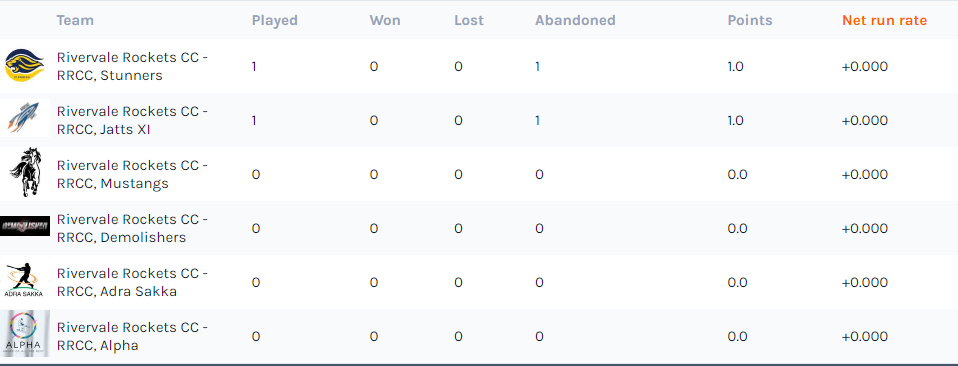 Team Played Won Lost Abandoned Points Net run rate
Rivervale Rockets CC -
RRCC, Stunners 1 0 0 1 1.0 +0.000
Rivervale Rockets CC -
RRCC, Jatts XI 1 0 0 1 1.0 +0.000
Rivervale Rockets CC -
RRCC, Mustangs 0 0 0 0 0.0 +0.000
Rivervale Rockets CC -
RRCC, Demolishers 0 0 0 0 0.0 +0.000
ADRA SAKKA
Rivervale Rockets CC -
RRCC, Adra Sakka 0 0 0 0 0.0 +0.000
ALPHA
Rivervale Rockets CC -
RRCC, Alpha 0 0 0 0 0.0 +0.000